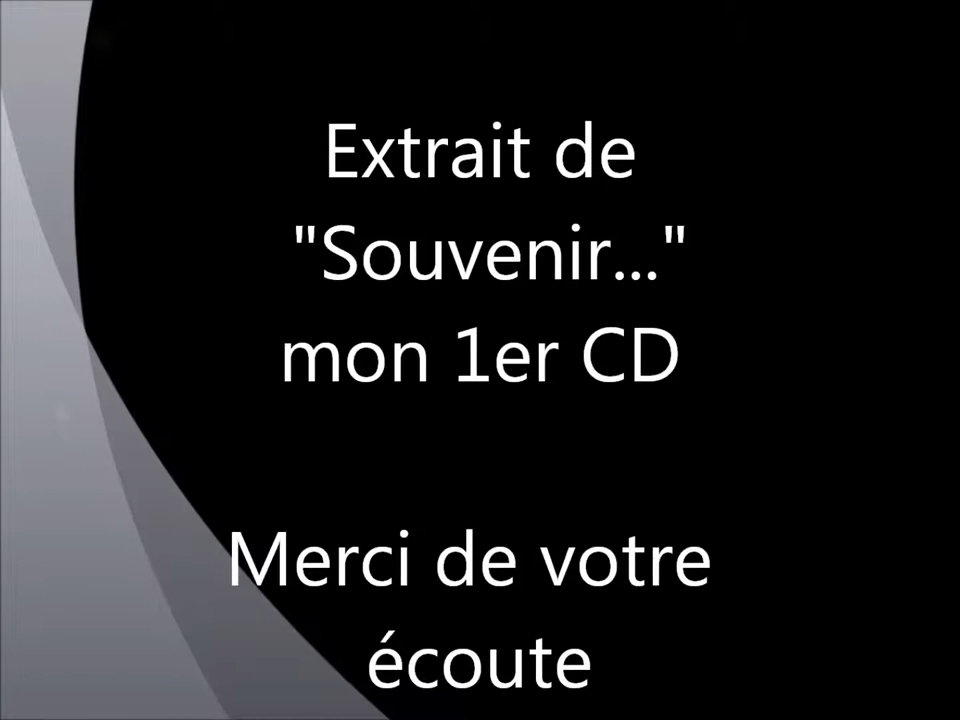 Extrait de
"Souvenir..."
mon 1er CD
Merci de votre
écoute